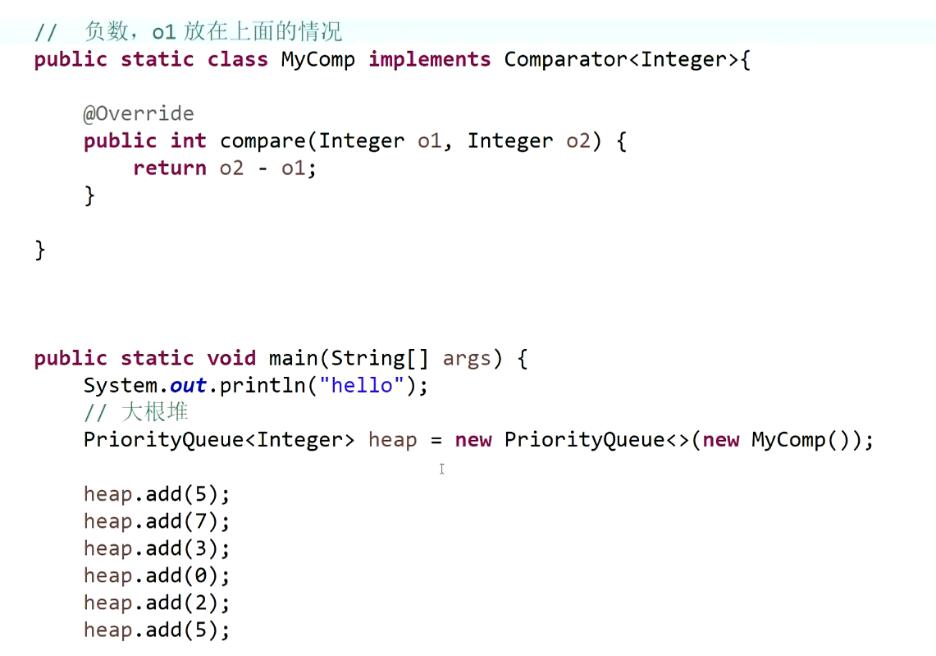 // 负数，o1 放在上面的情况
public static class MyComp implements Comparator<Integer>{
@Override
public int compare(Integer o1, Integer o2) {
return o2 - o1;
}
}
public static void main(String[] args) {
System.out.println("hello");
// 大根堆
PriorityQueue<Integer> heap = new PriorityQueue<>(new MyComp());
heap.add(5);
heap.add(7);
heap.add(3);
heap.add(0);
heap.add(2);
heap.add(5);